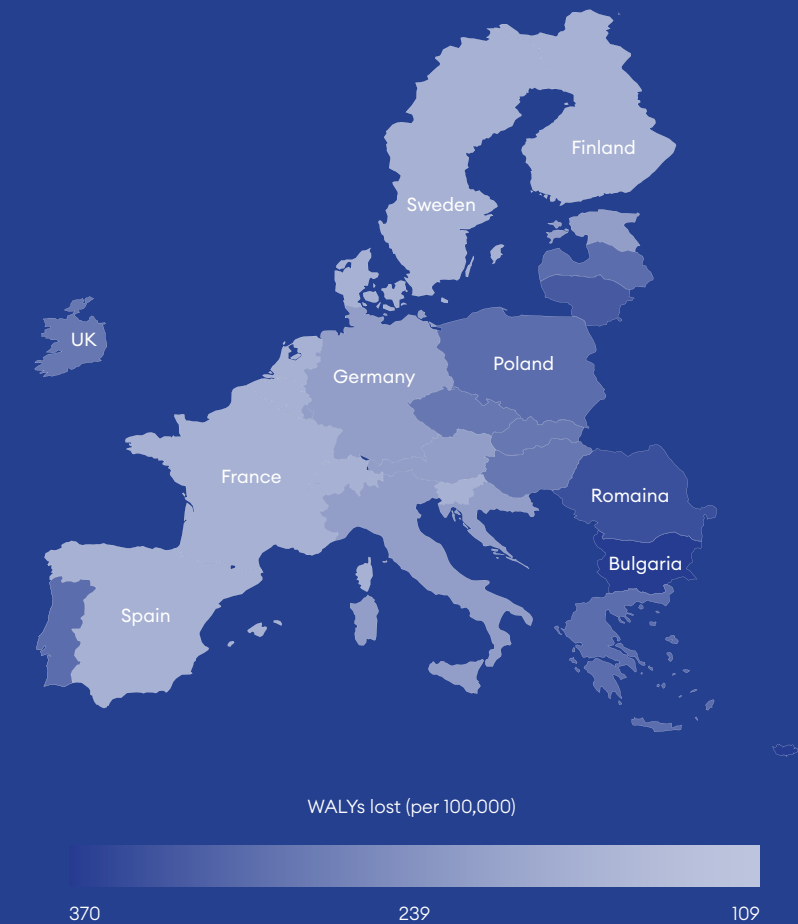 Finland
Sweden
UK
Germany
Poland
France
Romaina
Bulgaria
Spain
WALYs lost (per 100,000)
370 239 109